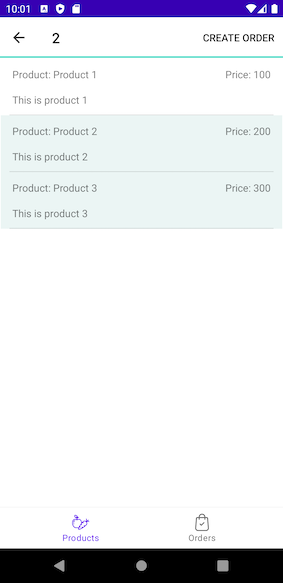 10:01
2 CREATE ORDER
Product: Product 1 Price: 100
This is product 1
Product: Product 2 Price: 200
This is product 2
Product: Product 3 Price: 300
This is product 3
Products Orders